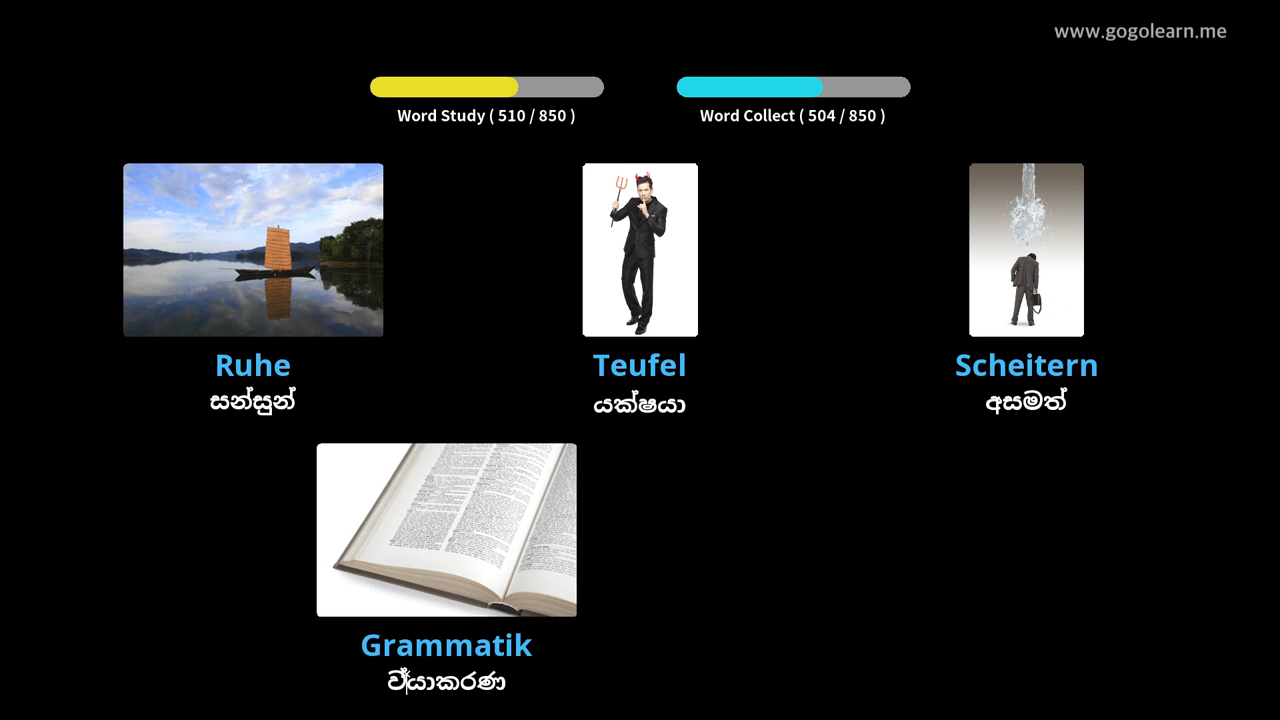 www.gogolearn.me
Word Study ( 510 / 850 )
Word Collect ( 504 / 850 )
Ruhe
සන්සුන්
Teufel
යක්ෂයා
Scheitern
අසමත්
Grammatik
ව්‍යාකරණ